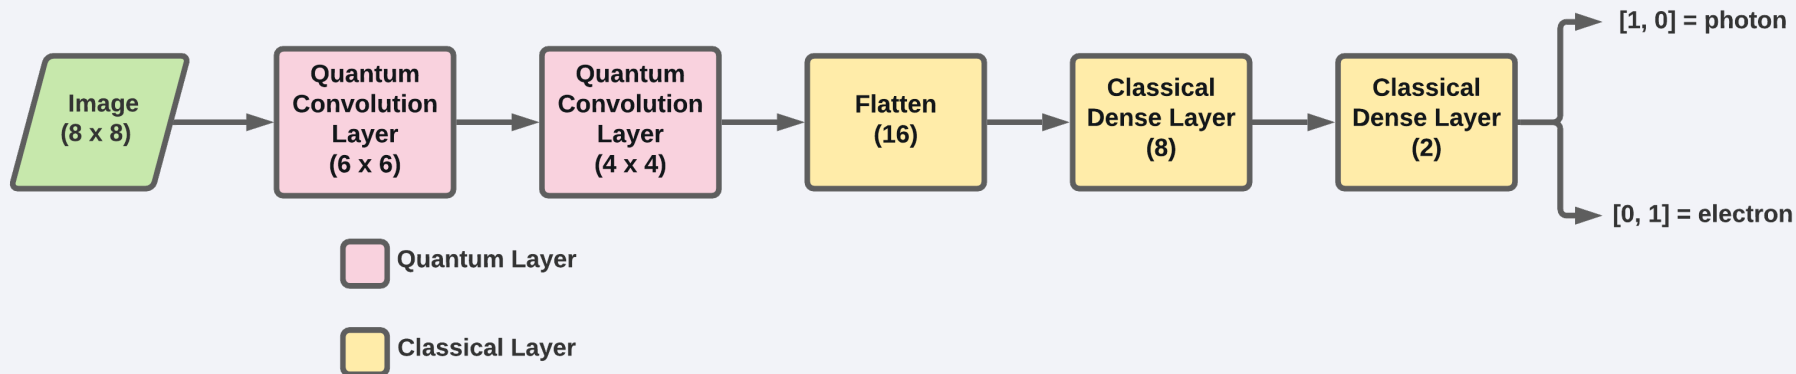 Image
(8 x 8)
Quantum
Convolution
Layer
(6 x 6)
Quantum
Convolution
Layer
(4 x 4)
Flatten
(16)
Classical
Dense Layer
(8)
Classical
Dense Layer
(2)
[1, 0] = photon
[0, 1] = electron
Quantum Layer
Classical Layer